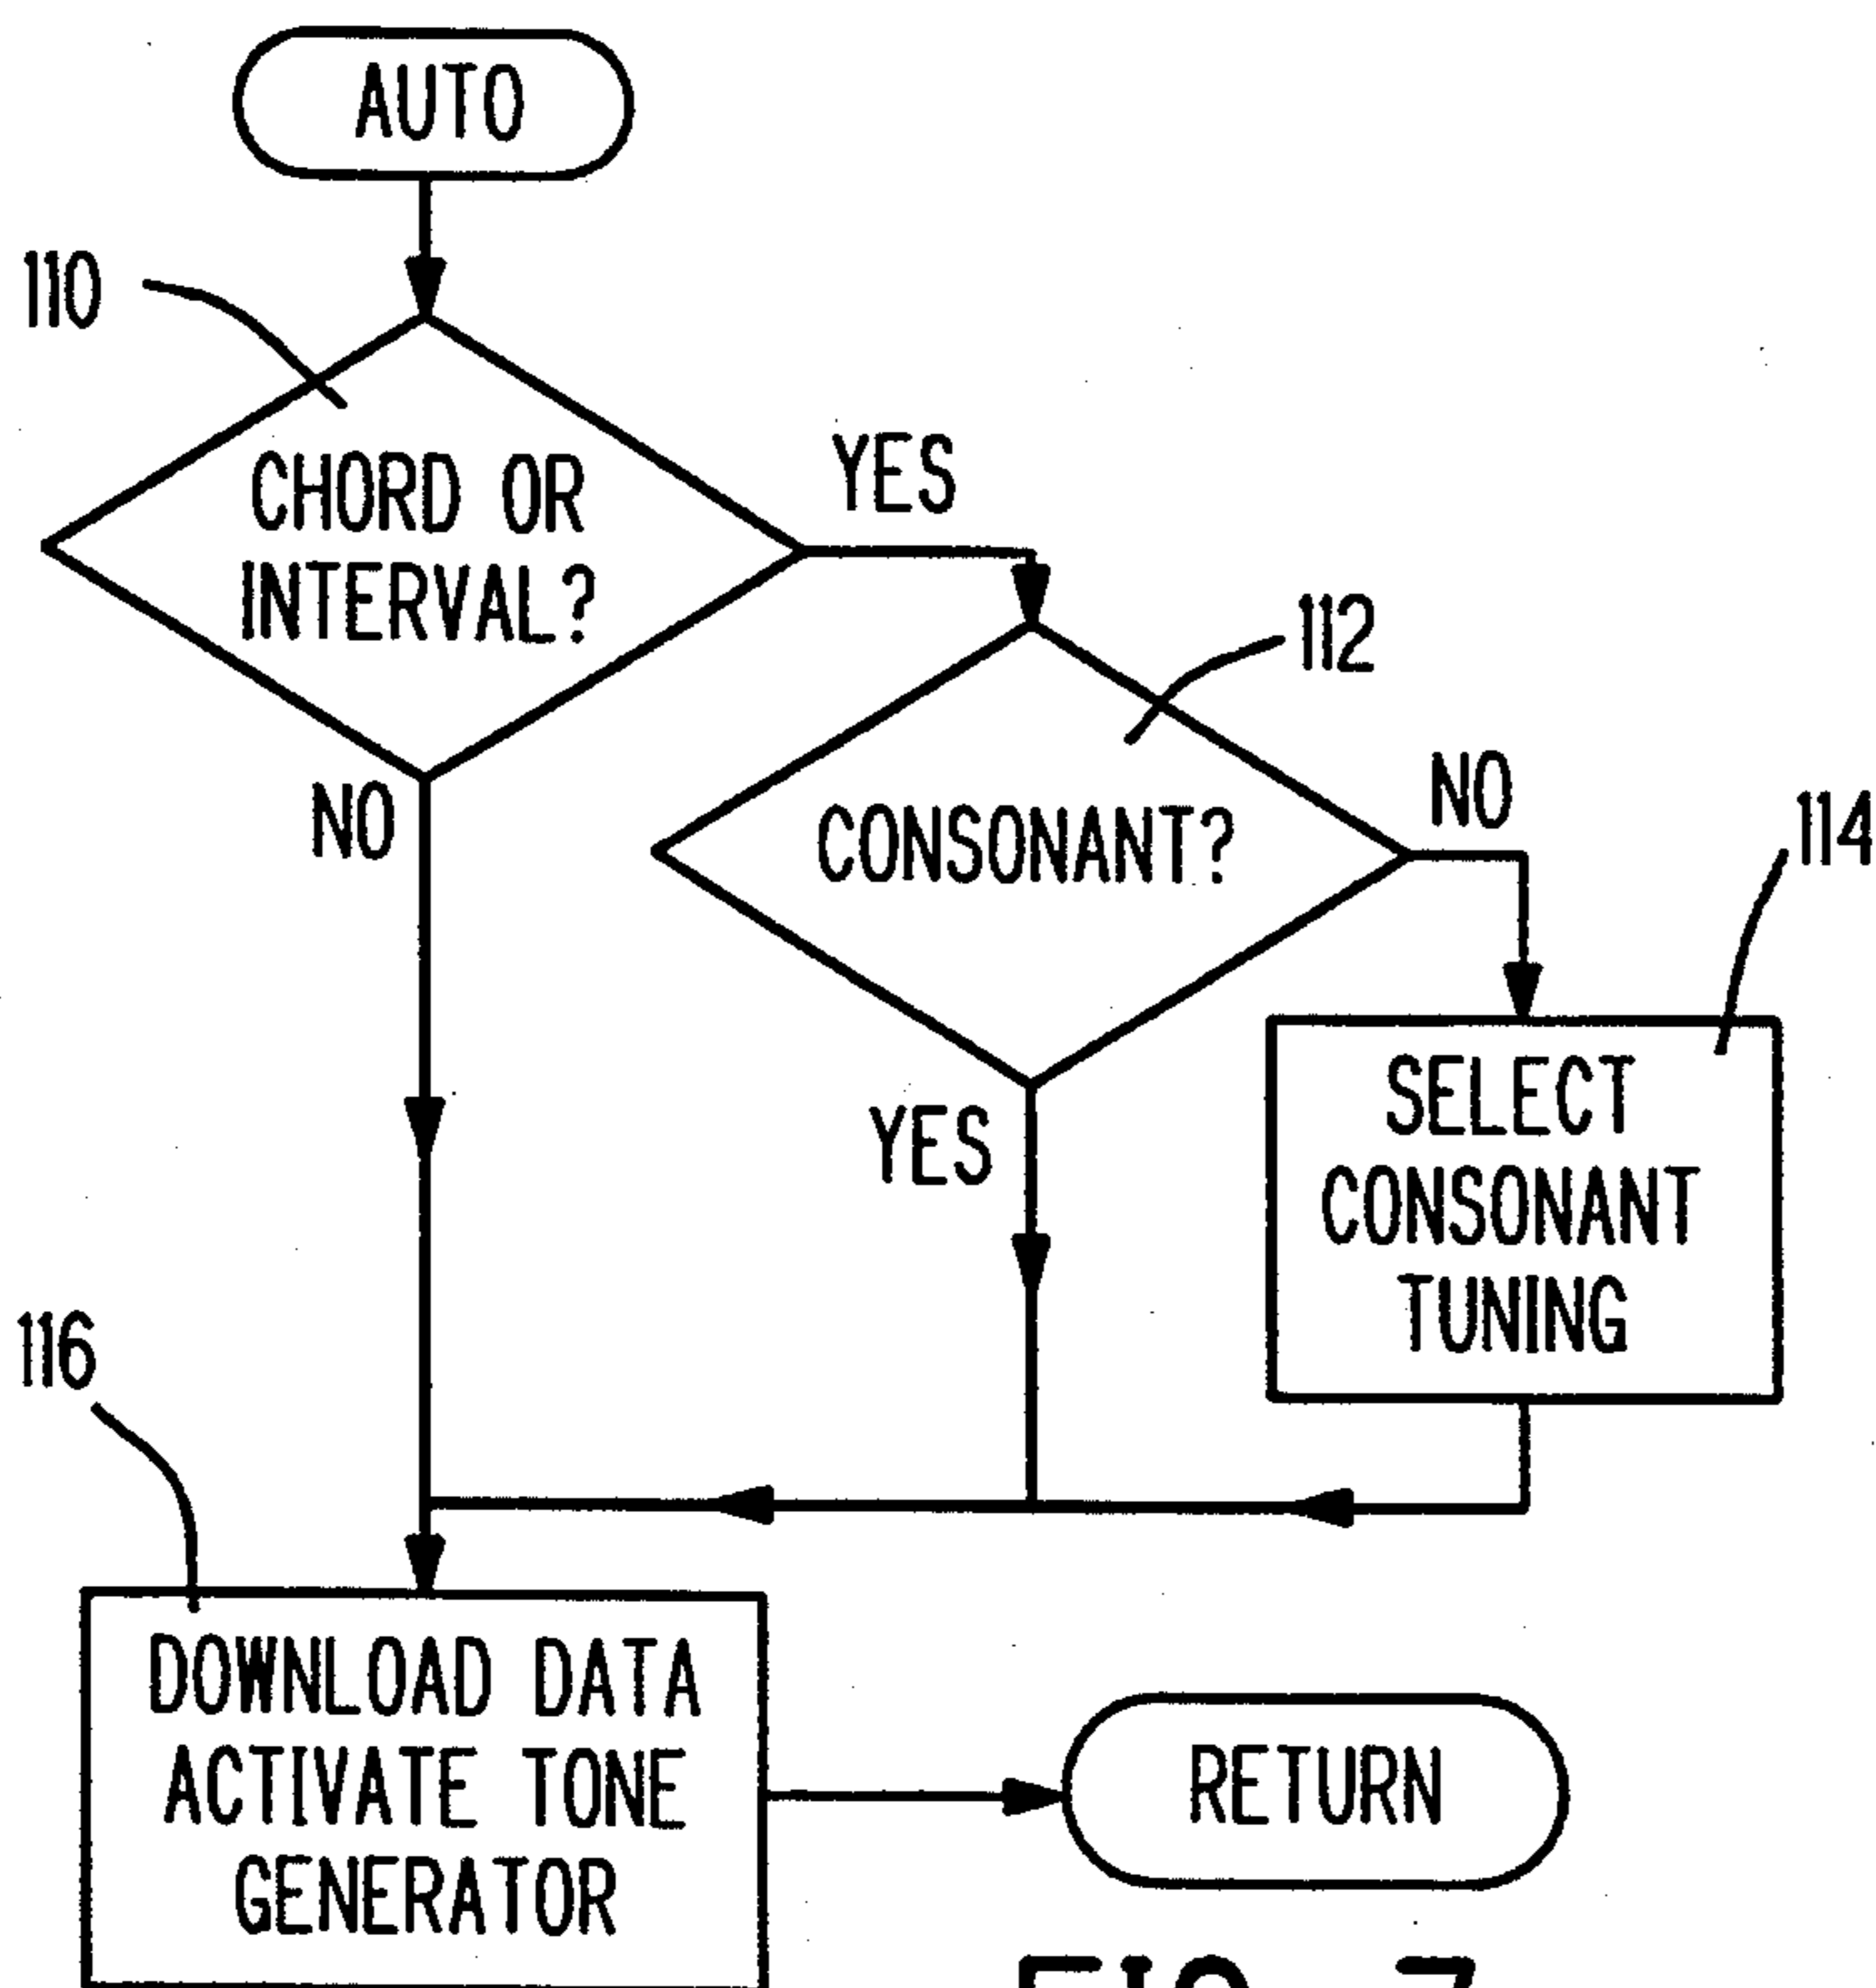 AUTO
110
CHORD OR
INTERVAL?
YES
NO
112
CONSONANT?
NO
YES
114
SELECT
CONSONANT
TUNING
116
DOWNLOAD DATA
ACTIVATE TONE
GENERATOR
RETURN